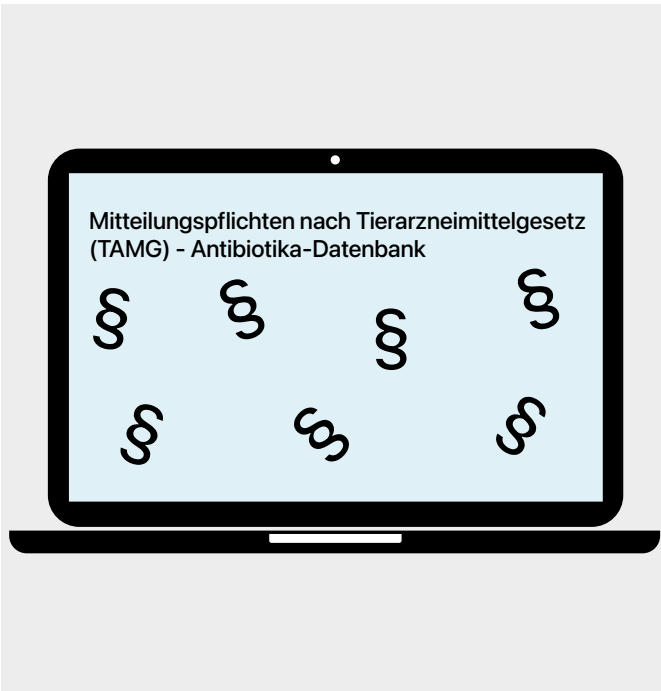 Mitteilungspflichten nach Tierarzneimittelgesetz
(TAMG) - Antibiotika-Datenbank
§ § § §
§ § §